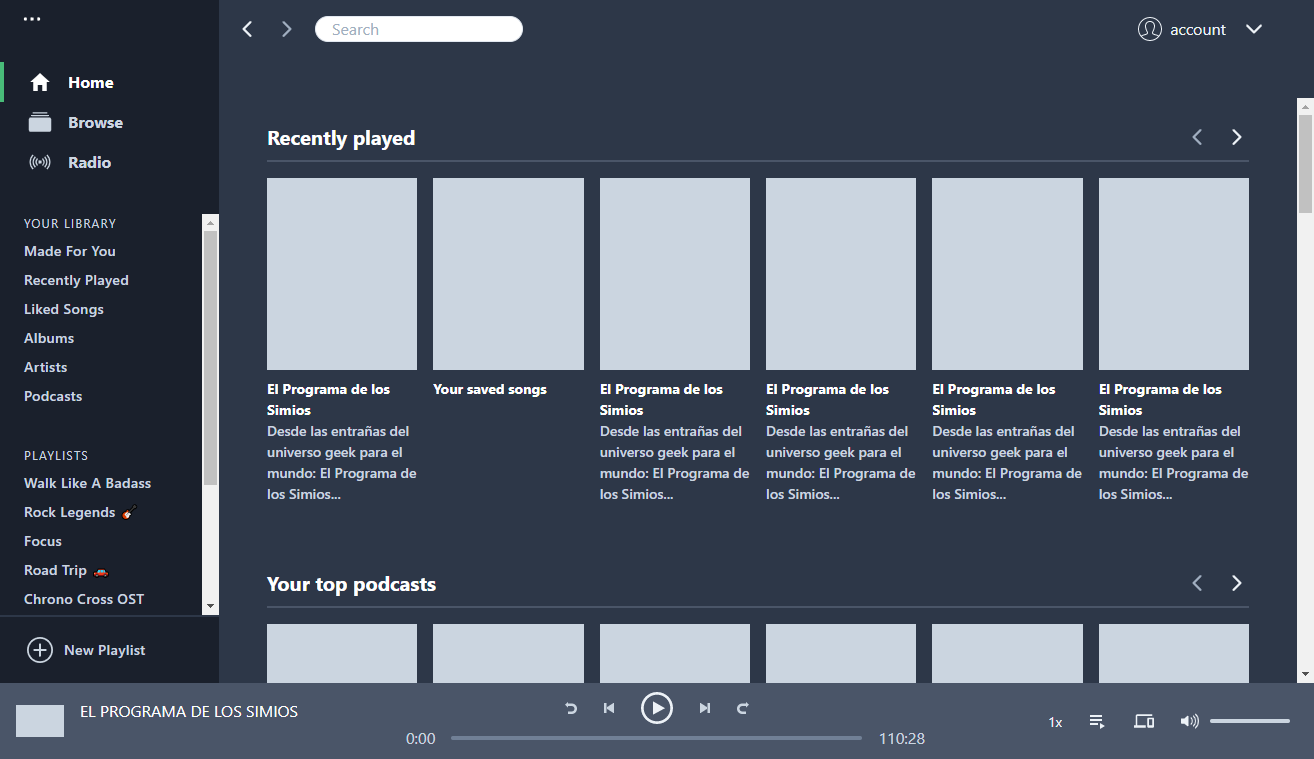 Search
account
Home
Browse
Radio
YOUR LIBRARY
Made For You
Recently Played
Liked Songs
Albums
Artists
Podcasts
PLAYLISTS
Walk Like A Badass
Rock Legends 🎸
Focus
Road Trip 🚗
Chrono Cross OST
New Playlist
Recently played
El Programa de los
Simios
Desde las entrañas del
universo geek para el
mundo: El Programa de
los Simios...
Your saved songs
El Programa de los
Simios
Desde las entrañas del
universo geek para el
mundo: El Programa de
los Simios...
El Programa de los
Simios
Desde las entrañas del
universo geek para el
mundo: El Programa de
los Simios...
El Programa de los
Simios
Desde las entrañas del
universo geek para el
mundo: El Programa de
los Simios...
El Programa de los
Simios
Desde las entrañas del
universo geek para el
mundo: El Programa de
los Simios...
Your top podcasts
EL PROGRAMA DE LOS SIMIOS
0:00
110:28
1x